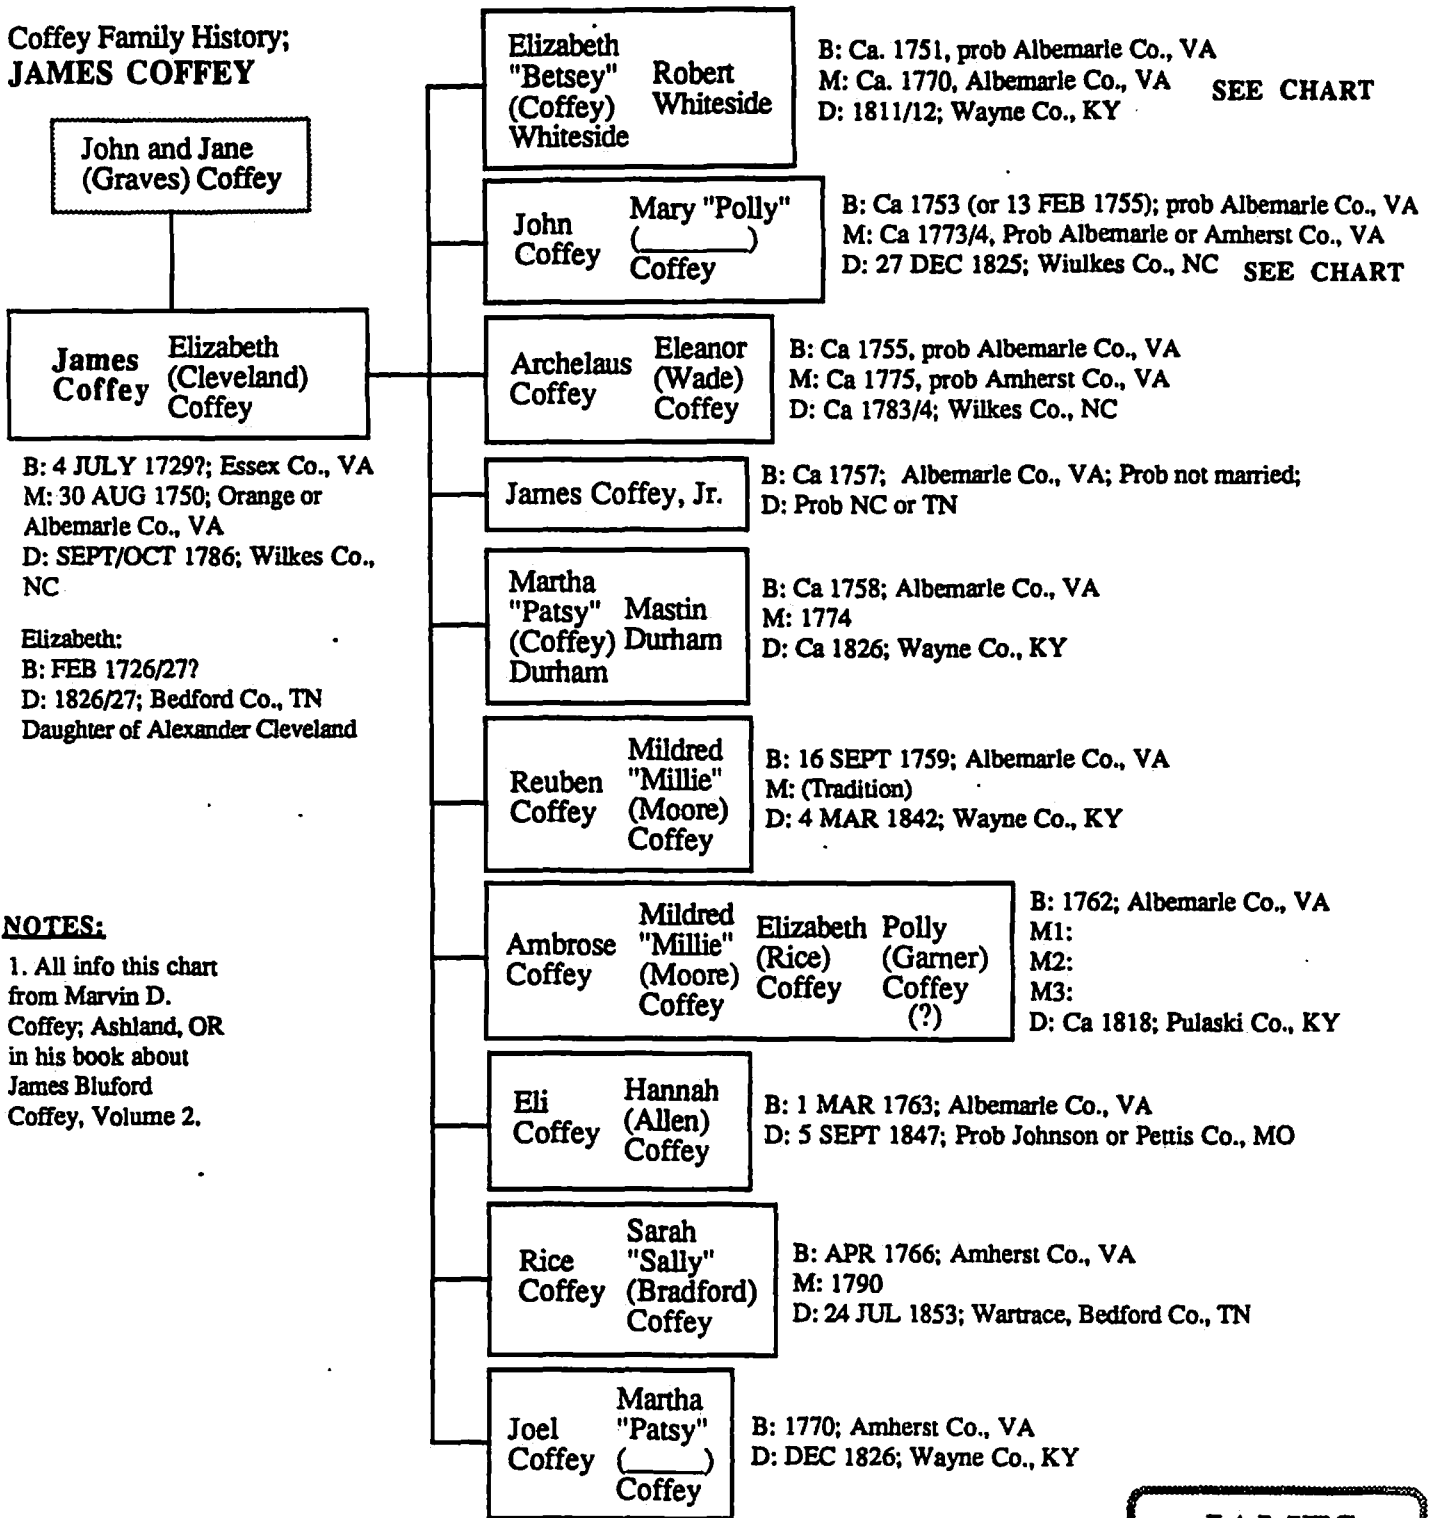 Coffey Family History;
JAMES COFFEY
John and Jane
(Graves) Coffey
James
Coffey
Elizabeth
(Cleveland)
Coffey
B: 4 JULY 1729?; Essex Co., VA
M: 30 AUG 1750; Orange or
Albemarle Co., VA
D: SEPT/OCT 1786; Wilkes Co.,
NC
Elizabeth:
B: FEB 1726/27?
D: 1826/27; Bedford Co., TN
Daughter of Alexander Cleveland
NOTES:
1. All info this chart
from Marvin D.
Coffey; Ashland, OR
in his book about
James Bluford
Coffey, Volume 2.
Elizabeth
"Betsey"
(Coffey)
Whiteside
Robert
Whiteside
B: Ca. 1751, prob Albemarle Co., VA
M: Ca. 1770, Albemarle Co., VA
D: 1811/12; Wayne Co., KY
SEE CHART
John
Coffey
Mary "Polly"
(_______)
Coffey
B: Ca 1753 (or 13 FEB 1755); prob Albemarle Co., VA
M: Ca 1773/4, Prob Albemarle or Amherst Co., VA
D: 27 DEC 1825; Wiulkes Co., NC
SEE CHART
Archelaus
Coffey
Eleanor
(Wade)
Coffey
B: Ca 1755, prob Albemarle Co., VA
M: Ca 1775, prob Amherst Co., VA
D: Ca 1783/4; Wilkes Co., NC
James Coffey, Jr.
B: Ca 1757; Albemarle Co., VA; Prob not married;
D: Prob NC or TN
Martha
"Patsy"
(Coffey)
Durham
Mastin
Durham
B: Ca 1758; Albemarle Co., VA
M: 1774
D: Ca 1826; Wayne Co., KY
Reuben
Coffey
Mildred
"Millie"
(Moore)
Coffey
B: 16 SEPT 1759; Albemarle Co., VA
M: (Tradition)
D: 4 MAR 1842; Wayne Co., KY
Ambrose
Coffey
Mildred
"Millie"
(Moore)
Coffey
Elizabeth
(Rice)
Coffey
Polly
(Garner)
Coffey
(?)
B: 1762; Albemarle Co., VA
M1:
M2:
M3:
D: Ca 1818; Pulaski Co., KY
Eli
Coffey
Hannah
(Allen)
Coffey
B: 1 MAR 1763; Albemarle Co., VA
D: 5 SEPT 1847; Prob Johnson or Pettis Co., MO
Rice
Coffey
Sarah
"Sally"
(Bradford)
Coffey
B: APR 1766; Amherst Co., VA
M: 1790
D: 24 JUL 1853; Wartrace, Bedford Co., TN
Joel
Coffey
Martha
"Patsy"
(______)
Coffey
B: 1770; Amherst Co., VA
D: DEC 1826; Wayne Co., KY